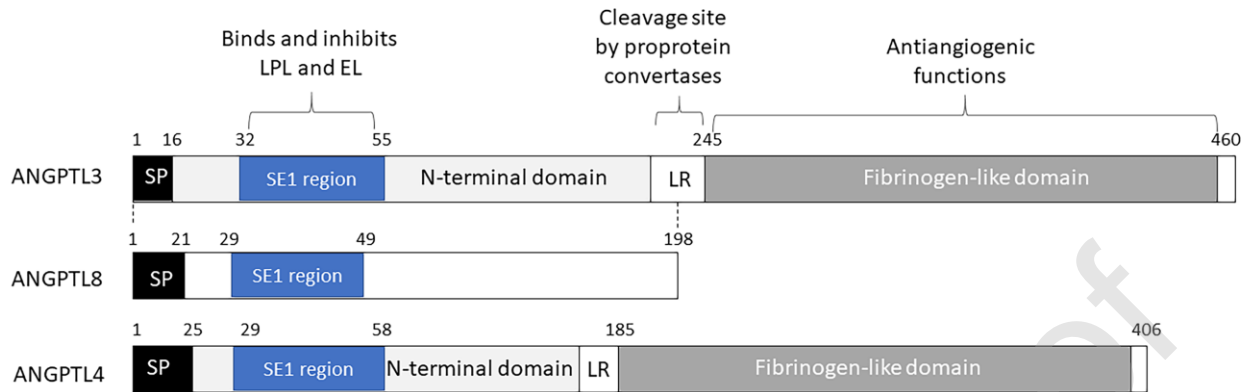 Binds and inhibits
LPL and EL
Cleavage site
by proprotein
convertases
Antiangiogenic
functions
1 16 32 55 245 460
ANGPTL3 SP SE1 region N-terminal domain LR Fibrinogen-like domain
1 21 29 49 198
ANGPTL8 SP SE1 region
1 25 29 58 185 406
ANGPTL4 SP SE1 region N-terminal domain LR Fibrinogen-like domain
of